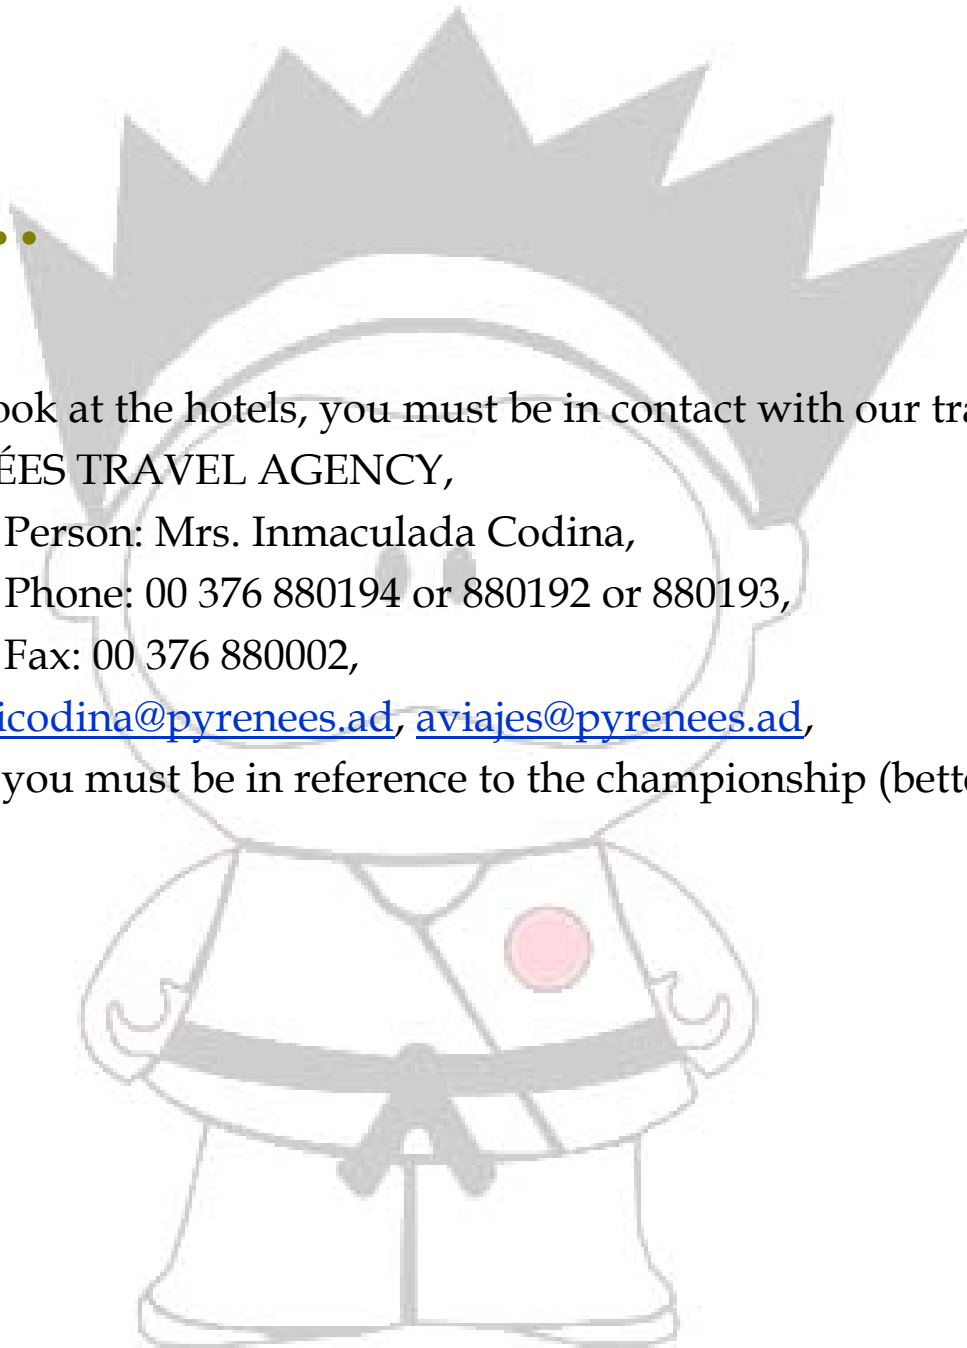 ..
ook at the hotels, you must be in contact with our tra
ÉES TRAVEL AGENCY,
Person: Mrs. Inmaculada Codina,
Phone: 00 376 880194 or 880192 or 880193,
Fax: 00 376 880002,
icodina@pyrenees.ad, aviajes@pyrenees.ad,
you must be in reference to the championship (bette